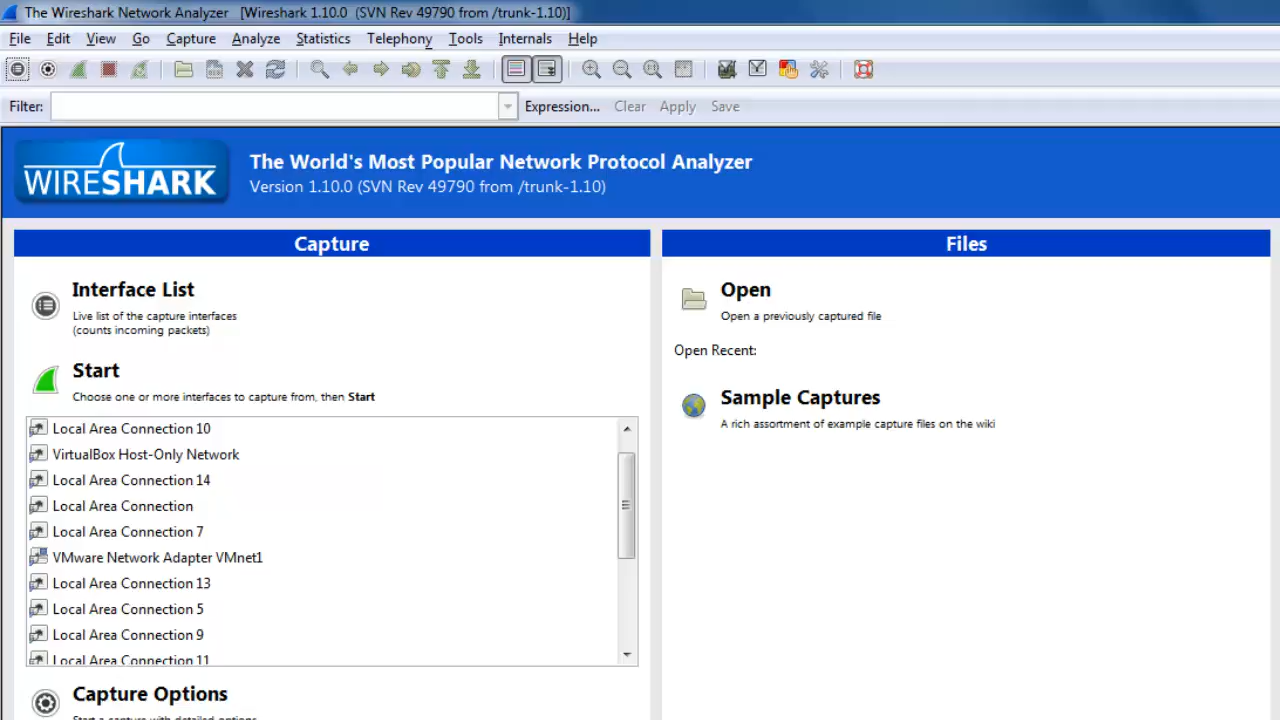 The Wireshark Network Analyzer [Wireshark 1.10.0 (SVN Rev 49790 from /trunk-1.10)]
File Edit View Go Capture Analyze Statistics Telephony Tools Internals Help
Filter: Expression... Clear Apply Save
WIRESHARK
The World's Most Popular Network Protocol Analyzer
Version 1.10.0 (SVN Rev 49790 from /trunk-1.10)
Capture
Interface List
Live list of the capture interfaces
(counts incoming packets)
Start
Choose one or more interfaces to capture from, then Start
Local Area Connection 10
VirtualBox Host-Only Network
Local Area Connection 14
Local Area Connection
Local Area Connection 7
VMware Network Adapter VMnet1
Local Area Connection 13
Local Area Connection 5
Local Area Connection 9
Local Area Connection 11
Capture Options
Start a capture with detailed options
Files
Open
Open a previously captured file
Open Recent:
Sample Captures
A rich assortment of example capture files on the wiki